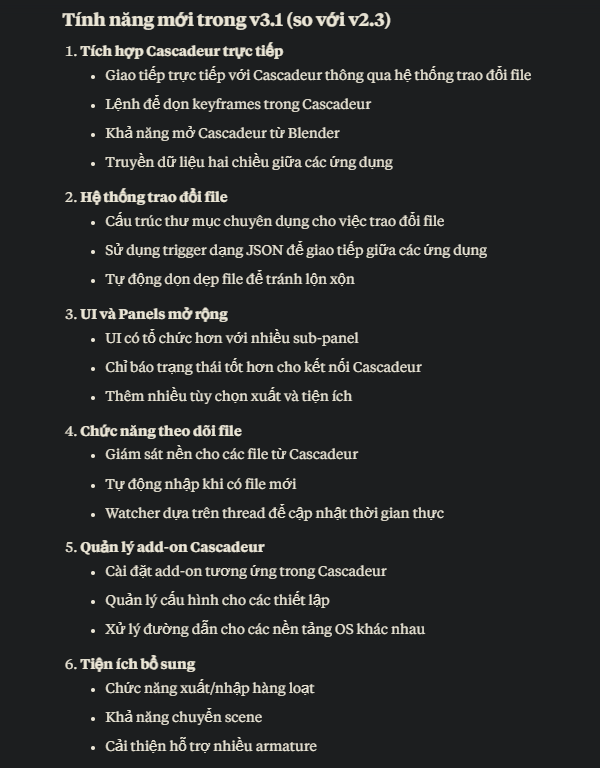 Tính năng mới trong v3.1 (so với v2.3)
1. Tích hợp Cascadeur trực tiếp
• Giao tiếp trực tiếp với Cascadeur thông qua hệ thống trao đổi file
• Lệnh để dọn keyframes trong Cascadeur
• Khả năng mở Cascadeur từ Blender
• Truyền dữ liệu hai chiều giữa các ứng dụng
2. Hệ thống trao đổi file
• Cấu trúc thư mục chuyên dụng cho việc trao đổi file
• Sử dụng trigger dạng JSON để giao tiếp giữa các ứng dụng
• Tự động dọn dẹp file để tránh lộn xộn
3. UI và Panels mở rộng
• UI có tổ chức hơn với nhiều sub-panel
• Chỉ báo trạng thái tốt hơn cho kết nối Cascadeur
• Thêm nhiều tùy chọn xuất và tiện ích
4. Chức năng theo dõi file
• Giám sát nền cho các file từ Cascadeur
• Tự động nhập khi có file mới
• Watcher dựa trên thread để cập nhật thời gian thực
5. Quản lý add-on Cascadeur
• Cài đặt add-on tương ứng trong Cascadeur
• Quản lý cấu hình cho các thiết lập
• Xử lý đường dẫn cho các nền tảng OS khác nhau
6. Tiện ích bổ sung
• Chức năng xuất/nhập hàng loạt
• Khả năng chuyển scene
• Cải thiện hỗ trợ nhiều armature